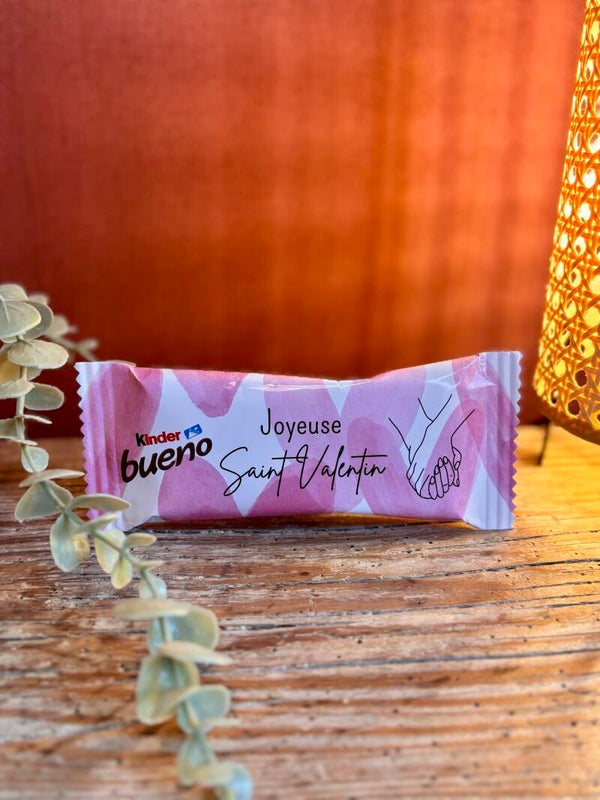 Kinder
bueno
Joyeuse
Saint Valentin